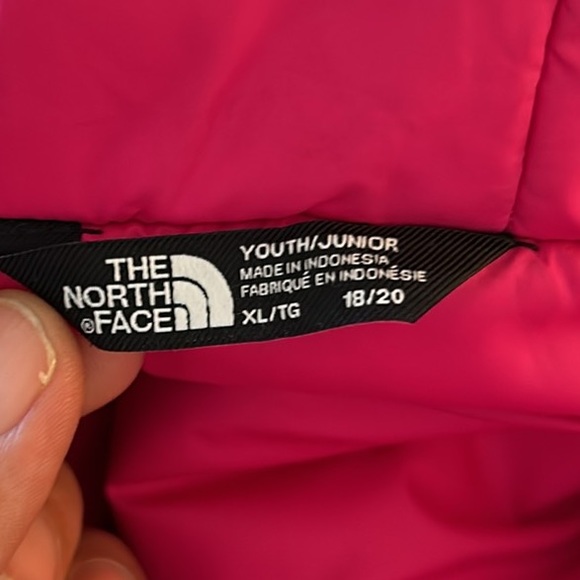 THE
NORTH
®FACE
YOUTH/JUNIOR
MADE IN INDONESIA
FABRIQUÉ EN INDONÉSIE
XL/TG 18/20